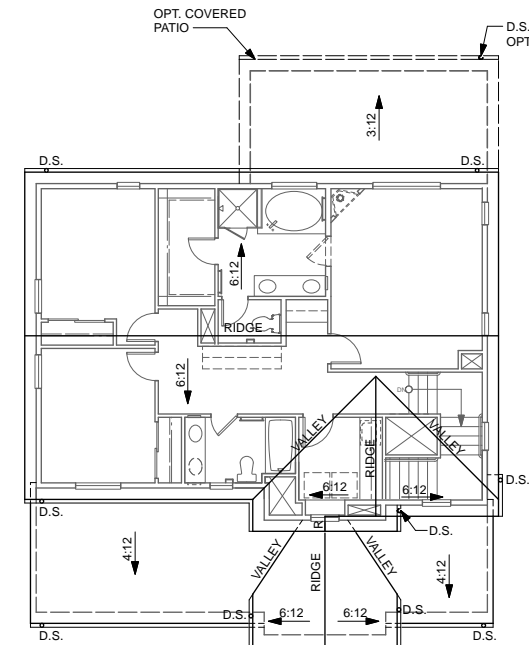 OPT. COVERED
PATIO
D.S.
OPT
3:12
D.S.
D.S.
6:12
RIDGE
6:12
DN
VALLEY
RIDGE
VALLEY
6:12
6:12
D.S.
D.S.
R
D.S.
4:12
VALLEY
RIDGE
VALLEY
4:12
D.S.
6:12
6:12
D.S.
D.S.
D.S.